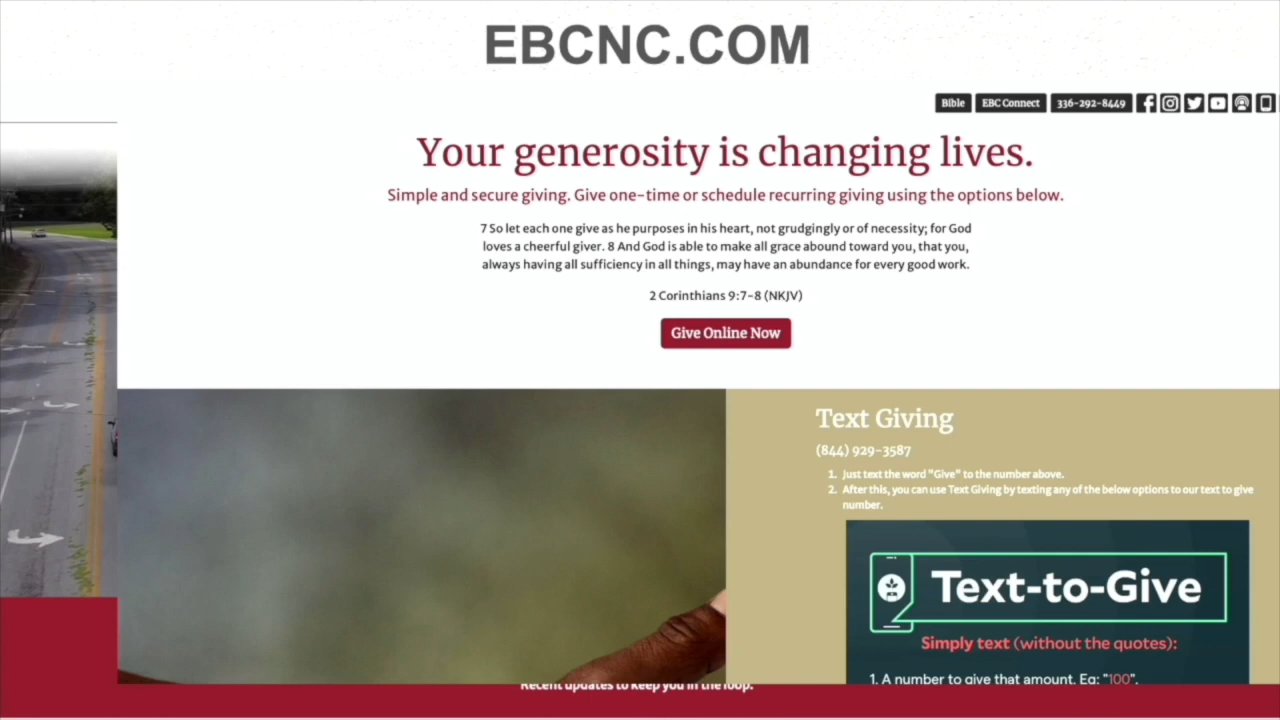 EBCNC.COM
Bible EBC Connect 336-292-8449
Your generosity is changing lives.
Simple and secure giving. Give one-time or schedule recurring giving using the options below.
7 So let each one give as he purposes in his heart, not grudgingly or of necessity; for God
loves a cheerful giver. 8 And God is able to make all grace abound toward you, that you,
always having all sufficiency in all things, may have an abundance for every good work.
2 Corinthians 9:7-8 (NKJV)
Give Online Now
Text Giving
(844) 929-3587
1. Just text the word "Give" to the number above.
2. After this, you can use Text Giving by texting any of the below options to our text to give
number.
Text-to-Give
Simply text (without the quotes):
1. A number to give that amount. Eg: "100".
Recent updates to keep you in the loop.